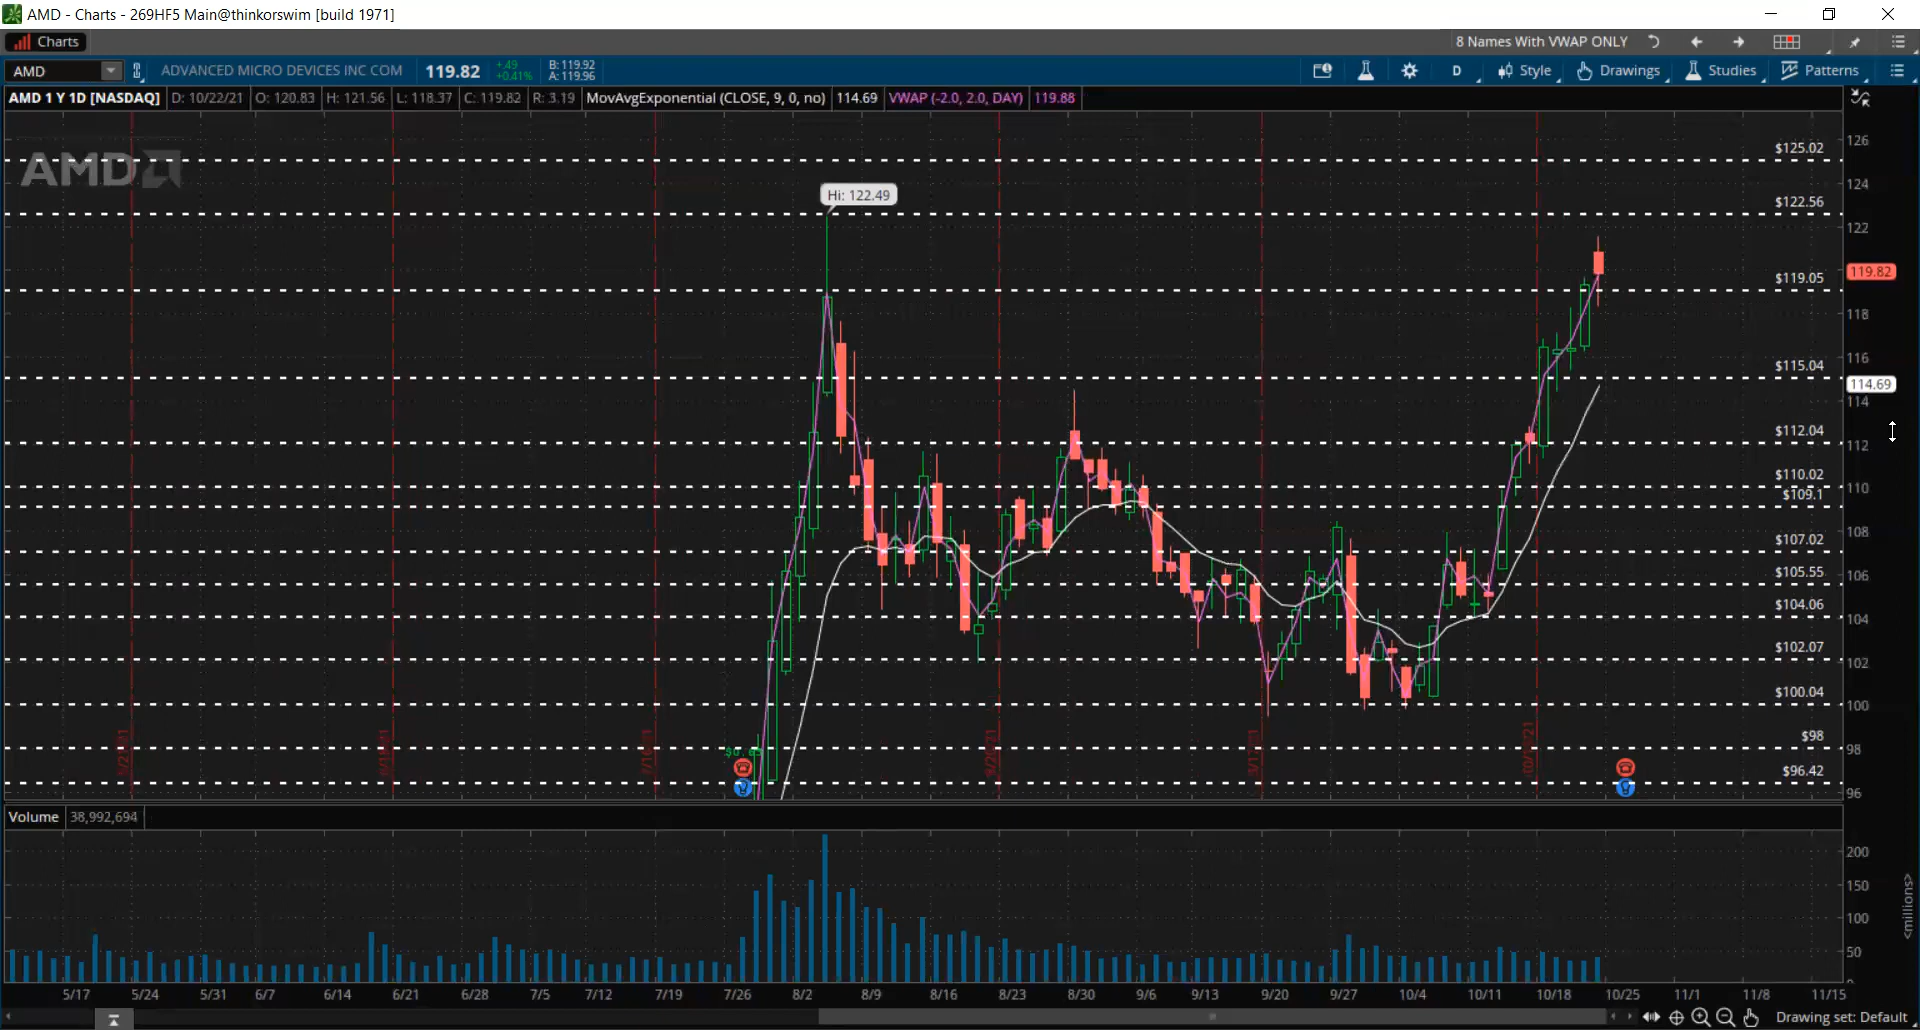 AMD - Charts - 269HF5 Main@thinkorswim [build 1971]
Charts
8 Names With VWAP ONLY
AMD
ADVANCED MICRO DEVICES INC COM
119.82
+.49
+0.41%
B: 119.92
A: 119.96
D
Style
Drawings
Studies
Patterns
AMD 1 Y 1D [NASDAQ]
D: 10/22/21
O: 120.83
H: 121.56
L: 118.37
C: 119.82
R: 3.19
MovAvgExponential (CLOSE, 9, 0, no)
114.69
VWAP (-2.0, 2.0, DAY)
119.88
AMD
Hi: 122.49
$125.02
$122.56
$119.05
$115.04
$112.04
$110.02
$109.1
$107.02
$105.55
$104.06
$102.07
$100.04
$98
$96.42
126
124
122
119.82
118
116
114.69
114
112
110
108
106
104
102
100
98
96
Volume
38,992,694
200
150
100
50
<millions>
5/17
5/24
5/31
6/7
6/14
6/21
6/28
7/5
7/12
7/19
7/26
8/2
8/9
8/16
8/23
8/30
9/6
9/13
9/20
9/27
10/4
10/11
10/18
10/25
11/1
11/8
11/15
Drawing set: Default